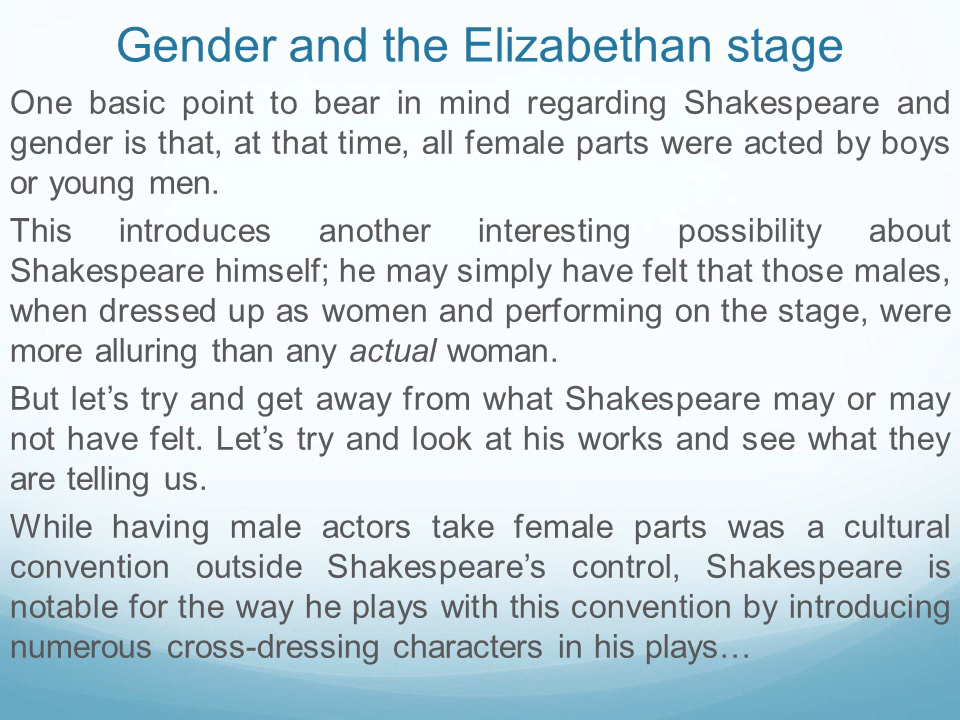 Gender and the Elizabethan stage
One basic point to bear in mind regarding Shakespeare and
gender is that, at that time, all female parts were acted by boys
or young men.
This introduces another interesting possibility about
Shakespeare himself; he may simply have felt that those males,
when dressed up as women and performing on the stage, were
more alluring than any actual woman.
But let’s try and get away from what Shakespeare may or may
not have felt. Let’s try and look at his works and see what they
are telling us.
While having male actors take female parts was a cultural
convention outside Shakespeare’s control, Shakespeare is
notable for the way he plays with this convention by introducing
numerous cross-dressing characters in his plays…